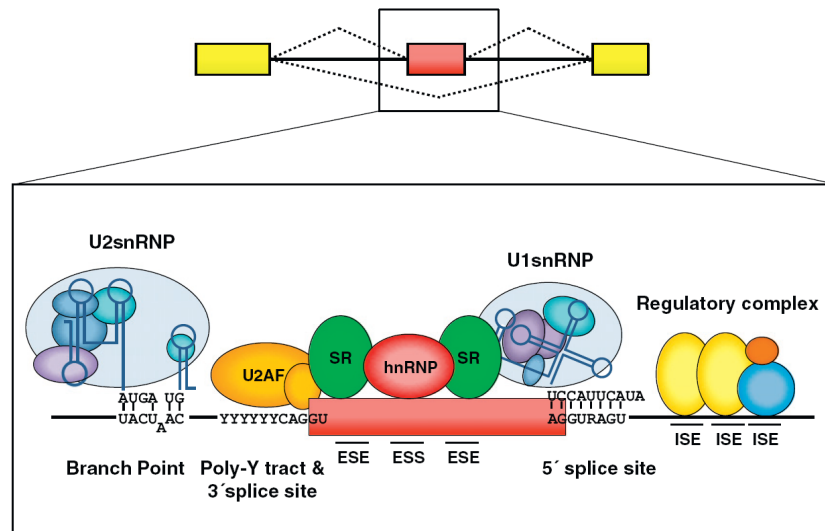 U2snRNP
U1snRNP
Regulatory complex
SR
hnRNP
SR
U2AF
AUGA UG
UACU AC
A
YYYYYYCAGGU
UCCAUUCAUA
AGGURAGU
ESE
ESS
ESE
ISE
ISE
ISE
Branch Point
Poly-Y tract &
3´splice site
5´ splice site